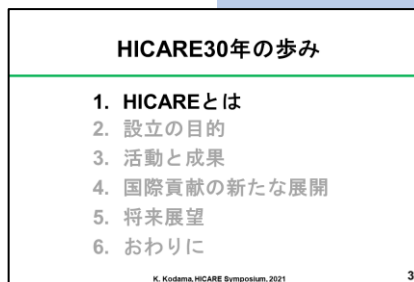 HICARE30年の歩み
1. HICAREとは
2. 設立の目的
3. 活動と成果
4. 国際貢献の新たな展開
5. 将来展望
6. おわりに
K. Kodama, HICARE Symposium, 2021
3